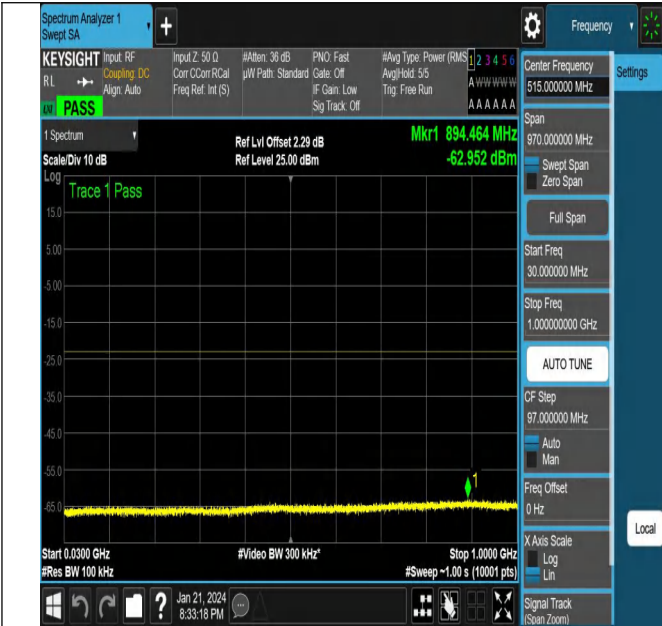 Spectrum Analyzer 1
Swept SA
Frequency
KEYSIGHT
RL
LXI
PASS
Input: RF
Coupling: DC
Align: Auto
Input Z: 50 Ω
Corr CCorr RCal
Freq Ref: Int (S)
#Atten: 36 dB
µW Path: Standard
PNO: Fast
Gate: Off
IF Gain: Low
Sig Track: Off
#Avg Type: Power (RMS
Avg|Hold: 5/5
Trig: Free Run
1 2 3 4 5 6
A W W W W W
A A A A A A
1 Spectrum
Scale/Div 10 dB
Ref Lvl Offset 2.29 dB
Ref Level 25.00 dBm
Mkr1 894.464 MHz
-62.952 dBm
Log
Trace 1 Pass
15.0
5.00
-5.00
-15.0
-25.0
-35.0
-45.0
-55.0
-65.0
1
Start 0.0300 GHz
#Res BW 100 kHz
#Video BW 300 kHz*
Stop 1.0000 GHz
#Sweep ~1.00 s (10001 pts)
Jan 21, 2024
8:33:18 PM
Center Frequency
515.000000 MHz
Settings
Span
970.000000 MHz
Swept Span
Zero Span
Full Span
Start Freq
30.000000 MHz
Stop Freq
1.000000000 GHz
AUTO TUNE
CF Step
97.000000 MHz
Auto
Man
Freq Offset
0 Hz
Local
X Axis Scale
Log
Lin
Signal Track
(Span Zoom)